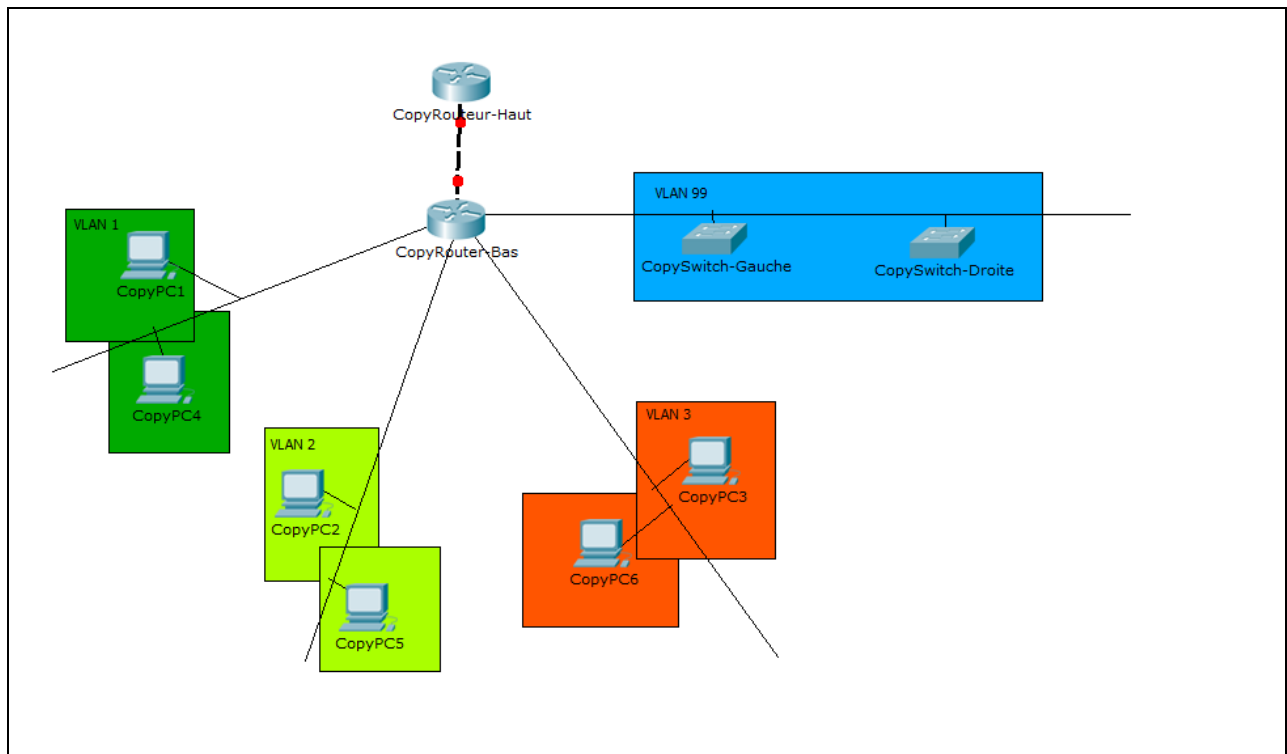 CopyRouteur-Haut
VLAN 99
VLAN 1
CopyRouter-Bas
CopySwitch-Gauche
CopySwitch-Droite
CopyPC1
CopyPC4
VLAN 2
VLAN 3
CopyPC2
CopyPC3
CopyPC6
CopyPC5